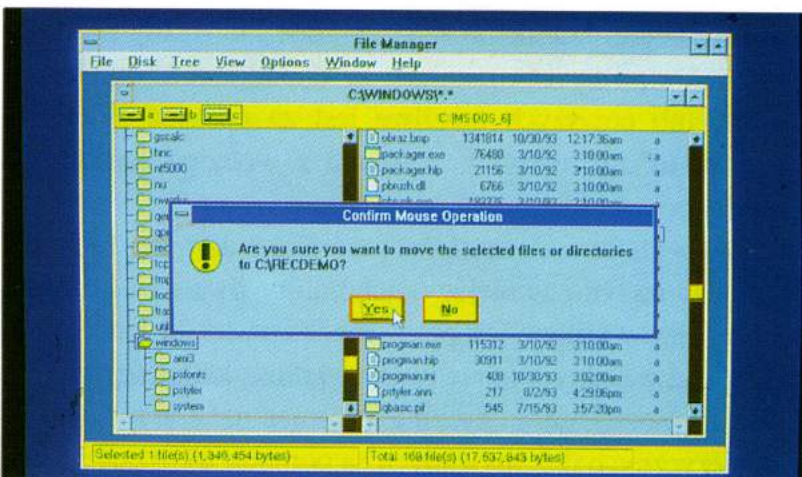 File Manager
File Disk Tree View Options Window Help
C:\WINDOWS\*.*
a b c C: [MS-DOS_6]
gscalc
obraz.bmp 1341814 10/30/93 12:17:36am a
packager.exe 76480 3/10/92 3:10:00am a
nt5000 packager.hlp 21156 3/10/92 3:10:00am a
nu pbrush.dll 6766 3/10/92 3:10:00am a
Confirm Mouse Operation
Are you sure you want to move the selected files or directories
to C:\RECDEMO?
Yes No
windows progman.exe 115312 3/10/92 3:10:00am a
ami3 progman.hlp 30911 3/10/92 3:10:00am a
psfonts progman.ini 408 10/30/93 3:02:00am a
pstyler pstyler.ann 217 8/2/93 4:29:06pm a
system qbasic.pif 545 7/15/93 3:57:20pm a
Selected 1 file(s) (1,346,454 bytes) Total 168 file(s) (17,637,843 bytes)